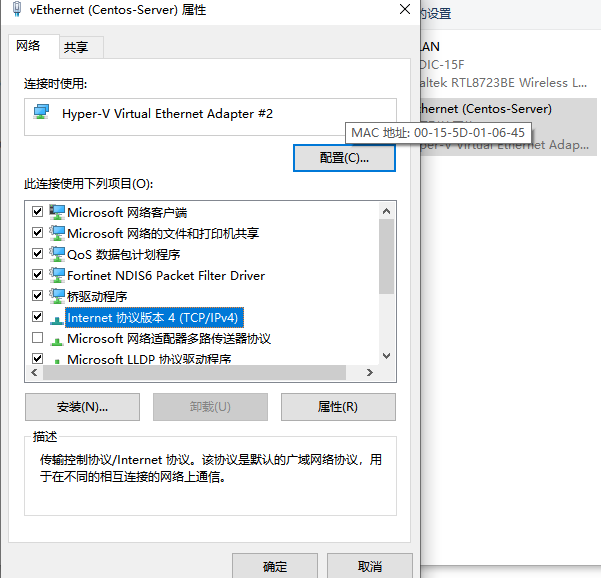 vEthernet (Centos-Server) 属性
网络
共享
连接时使用:
Hyper-V Virtual Ethernet Adapter #2
MAC 地址: 00-15-5D-01-06-45
配置(C)...
此连接使用下列项目(O):
Microsoft 网络客户端
Microsoft 网络的文件和打印机共享
QoS 数据包计划程序
Fortinet NDIS6 Packet Filter Driver
桥驱动程序
Internet 协议版本 4 (TCP/IPv4)
Microsoft 网络适配器多路传送器协议
Microsoft LLDP 协议驱动程序
安装(N)...
卸载(U)
属性(R)
描述
传输控制协议/Internet 协议。该协议是默认的广域网络协议，用
于在不同的相互连接的网络上通信。
确定
取消
的设置
LAN
DIC-15F
altek RTL8723BE Wireless L...
hernet (Centos-Server)
per-V Virtual Ethernet Adap...